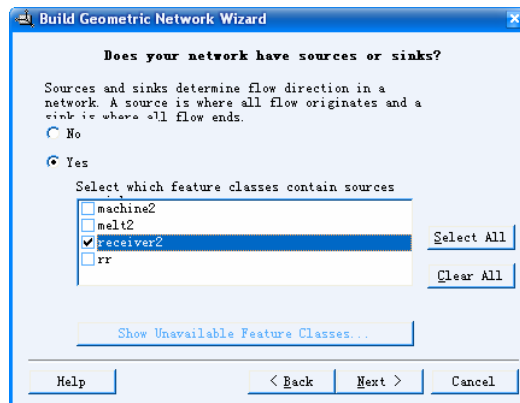 Build Geometric Network Wizard
Does your network have sources or sinks?
Sources and sinks determine flow direction in a
network. A source is where all flow originates and a
sink is where all flow ends.
No
Yes
Select which feature classes contain sources
machine2
melt2
receiver2
rr
Select All
Clear All
Show Unavailable Feature Classes...
Help
< Back
Next >
Cancel